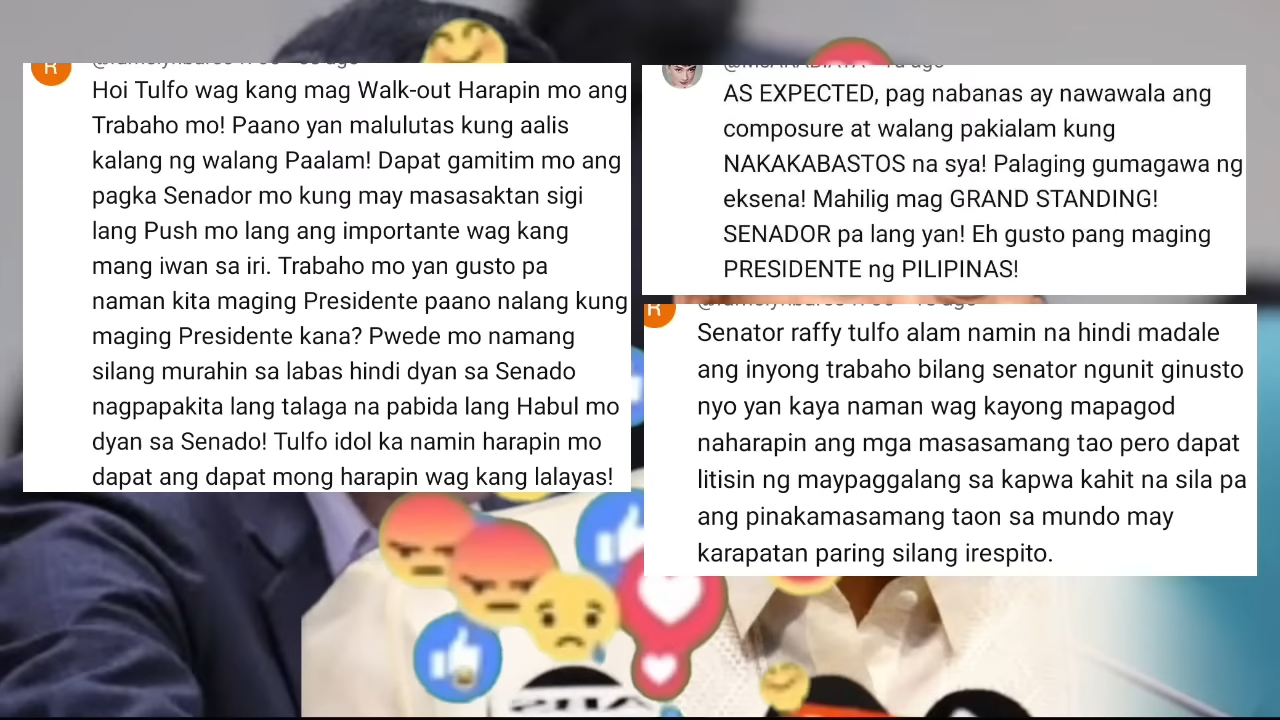 R
Hoi Tulfo wag kang mag Walk-out Harapin mo ang
Trabaho mo! Paano yan malulutas kung aalis
kalang ng walang Paalam! Dapat gamitim mo ang
pagka Senador mo kung may masasaktan sigi
lang Push mo lang ang importante wag kang
mang iwan sa iri. Trabaho mo yan gusto pa
naman kita maging Presidente paano nalang kung
maging Presidente kana? Pwede mo namang
silang murahin sa labas hindi dyan sa Senado
nagpapakita lang talaga na pabida lang Habul mo
dyan sa Senado! Tulfo idol ka namin harapin mo
dapat ang dapat mong harapin wag kang lalayas!
AS EXPECTED, pag nabanas ay nawawala ang
composure at walang pakialam kung
NAKAKABASTOS na sya! Palaging gumagawa ng
eksena! Mahilig mag GRAND STANDING!
SENADOR pa lang yan! Eh gusto pang maging
PRESIDENTE ng PILIPINAS!
R
Senator raffy tulfo alam namin na hindi madale
ang inyong trabaho bilang senator ngunit ginusto
nyo yan kaya naman wag kayong mapagod
naharapin ang mga masasamang tao pero dapat
litisin ng maypaggalang sa kapwa kahit na sila pa
ang pinakamasamang taon sa mundo may
karapatan paring silang irespito.